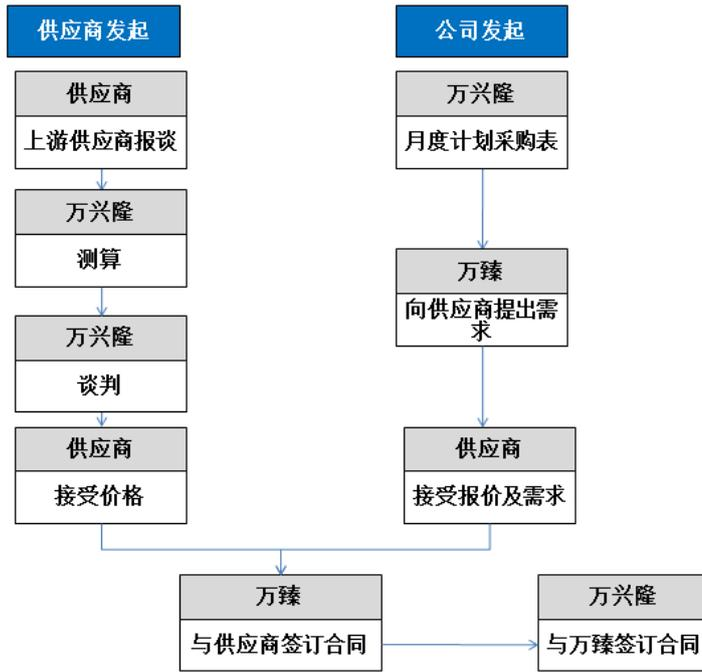 供应商发起
供应商
上游供应商报谈
万兴隆
测算
万兴隆
谈判
供应商
接受价格
公司发起
万兴隆
月度计划采购表
万臻
向供应商提出需
求
供应商
接受报价及需求
万臻
与供应商签订合同
万兴隆
与万臻签订合同